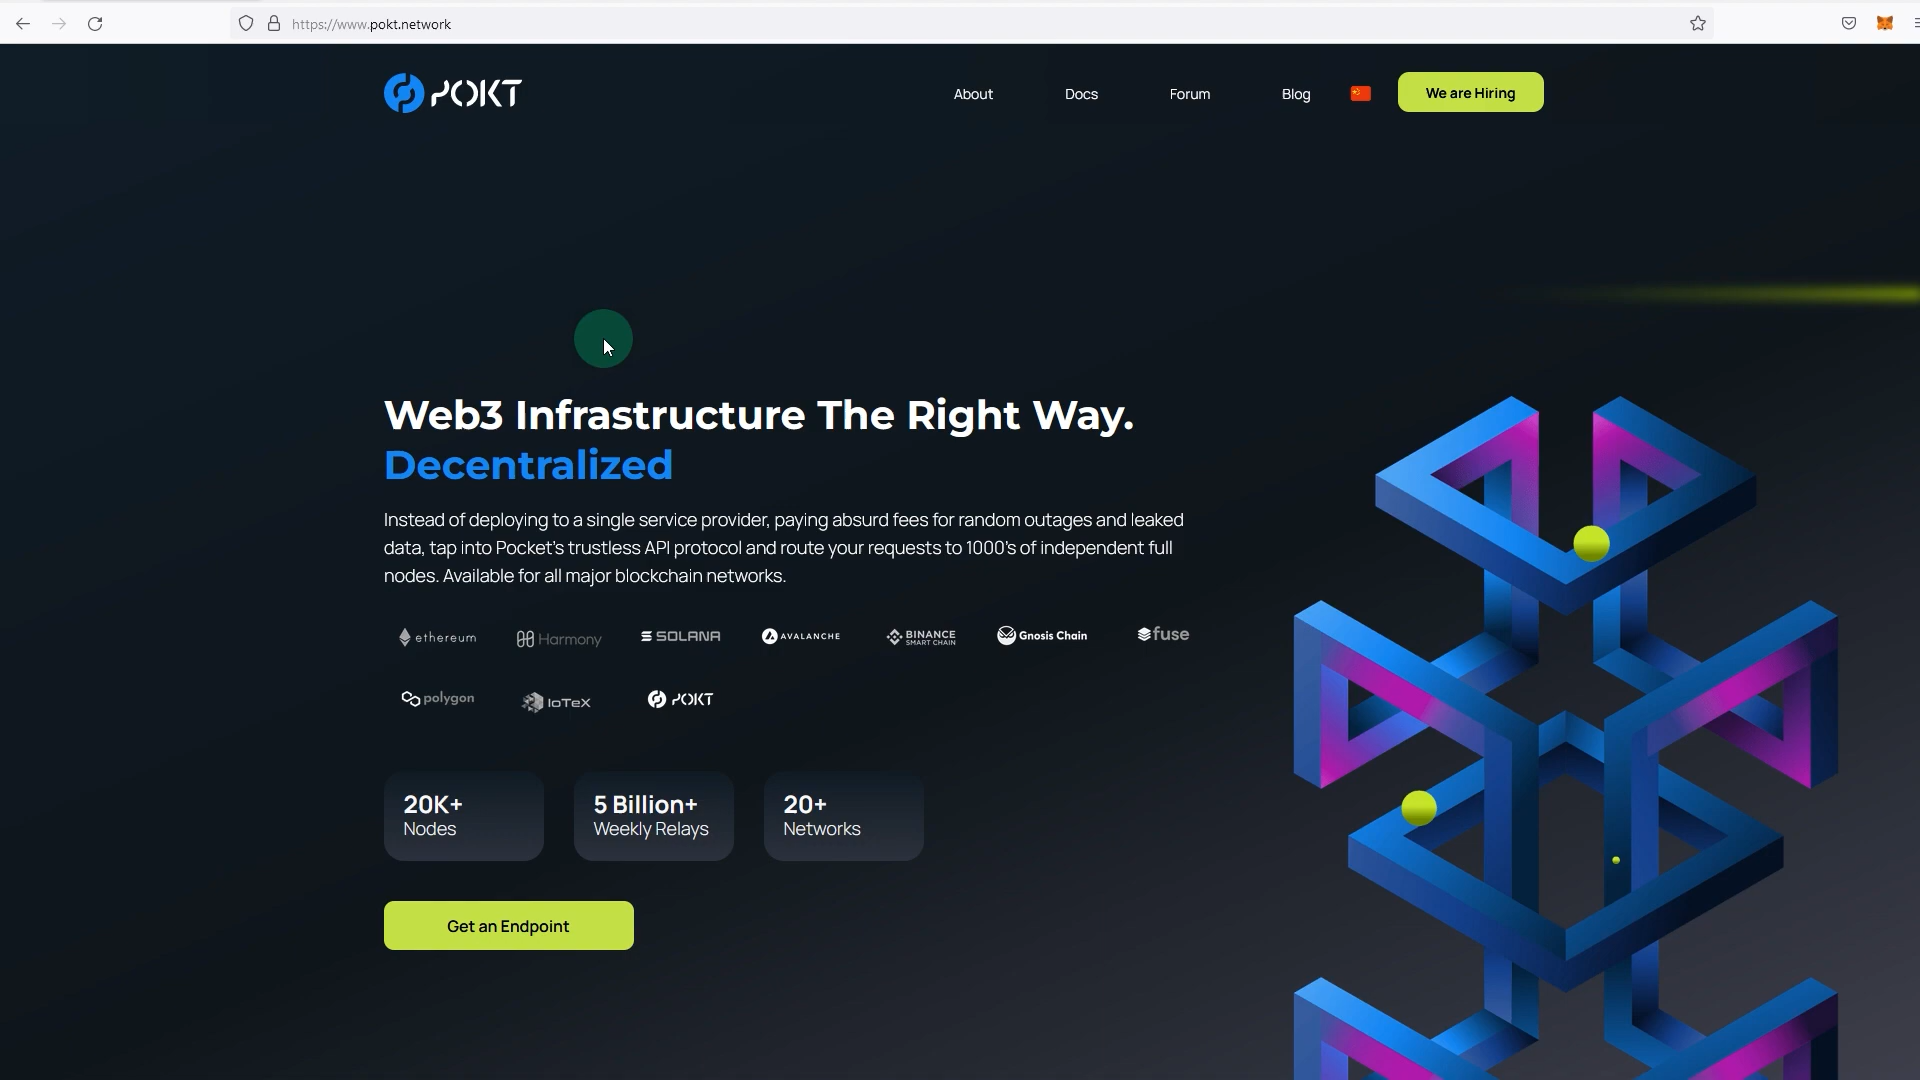 https://www.pokt.network
POKT
About
Docs
Forum
Blog
We are Hiring
Web3 Infrastructure The Right Way.
Decentralized
Instead of deploying to a single service provider, paying absurd fees for random outages and leaked
data, tap into Pocket's trustless API protocol and route your requests to 1000's of independent full
nodes. Available for all major blockchain networks.
ethereum
Harmony
SOLANA
AVALANCHE
BINANCE
SMART CHAIN
Gnosis Chain
fuse
polygon
IoTeX
POKT
20K+
Nodes
5 Billion+
Weekly Relays
20+
Networks
Get an Endpoint